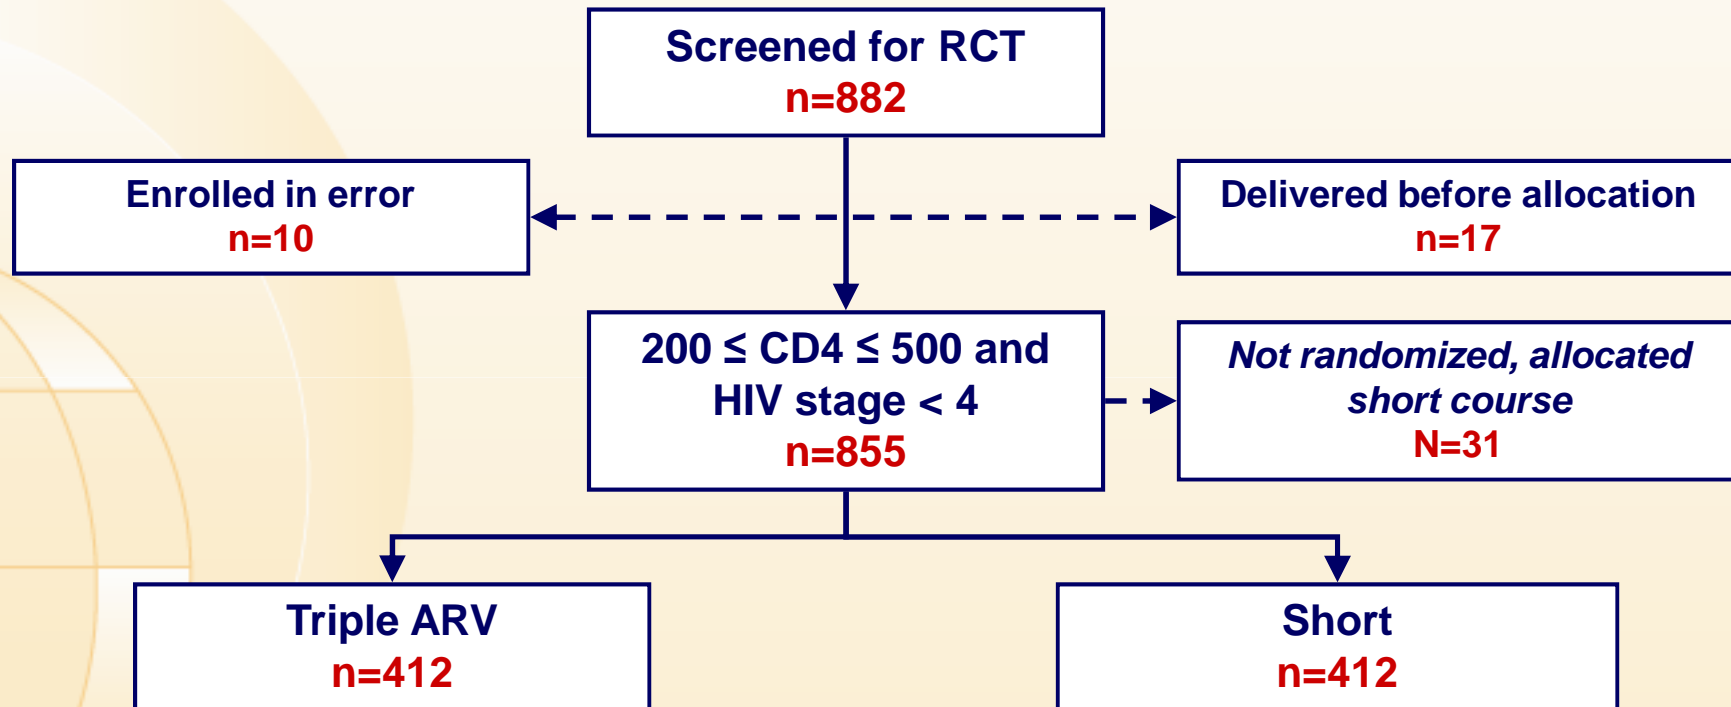 Screened for RCT
n=882
Enrolled in error
n=10
Delivered before allocation
n=17
200 ≤ CD4 ≤ 500 and
HIV stage < 4
n=855
Not randomized, allocated
short course
N=31
Triple ARV
n=412
Short
n=412